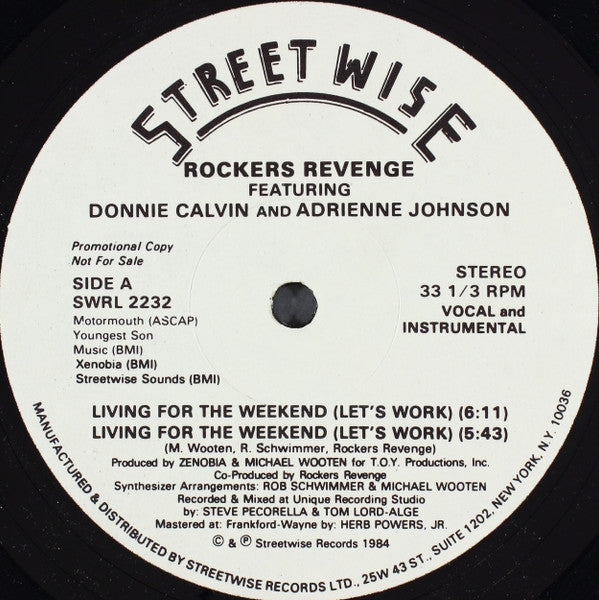 STREETWISE
ROCKERS REVENGE
FEATURING
DONNIE CALVIN AND ADRIENNE JOHNSON
Promotional Copy
Not For Sale
SIDE A
SWRL 2232
Motormouth (ASCAP)
Youngest Son
Music (BMI)
Xenobia (BMI)
Streetwise Sounds (BMI)
STEREO
33 1/3 RPM
VOCAL and
INSTRUMENTAL
LIVING FOR THE WEEKEND (LET'S WORK) (6:11)
LIVING FOR THE WEEKEND (LET'S WORK) (5:43)
(M. Wooten, R. Schwimmer, Rockers Revenge)
Produced by ZENOBIA & MICHAEL WOOTEN for T.O.Y. Productions, Inc.
Co-Produced by Rockers Revenge
Synthesizer Arrangements: ROB SCHWIMMER & MICHAEL WOOTEN
Recorded & Mixed at Unique Recording Studio
by: STEVE PECORELLA & TOM LORD-ALGE
Mastered at: Frankford-Wayne by: HERB POWERS, JR.
© & ℗ Streetwise Records 1984
MANUFACTURED & DISTRIBUTED BY STREETWISE RECORDS LTD., 25W 43 ST., SUITE 1202, NEW YORK, N.Y. 10036